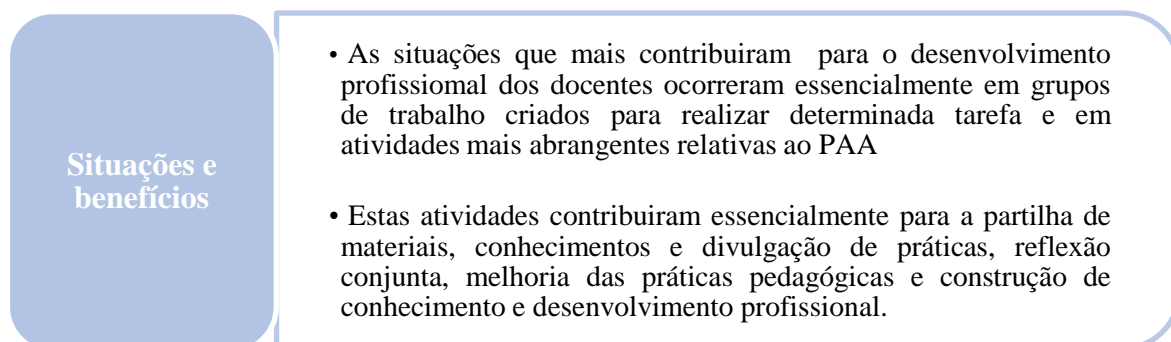 Situações e
benefícios
• As situações que mais contribuiram para o desenvolvimento
profissional dos docentes ocorreram essencialmente em grupos
de trabalho criados para realizar determinada tarefa e em
atividades mais abrangentes relativas ao PAA
• Estas atividades contribuiram essencialmente para a partilha de
materiais, conhecimentos e divulgação de práticas, reflexão
conjunta, melhoria das práticas pedagógicas e construção de
conhecimento e desenvolvimento profissional.